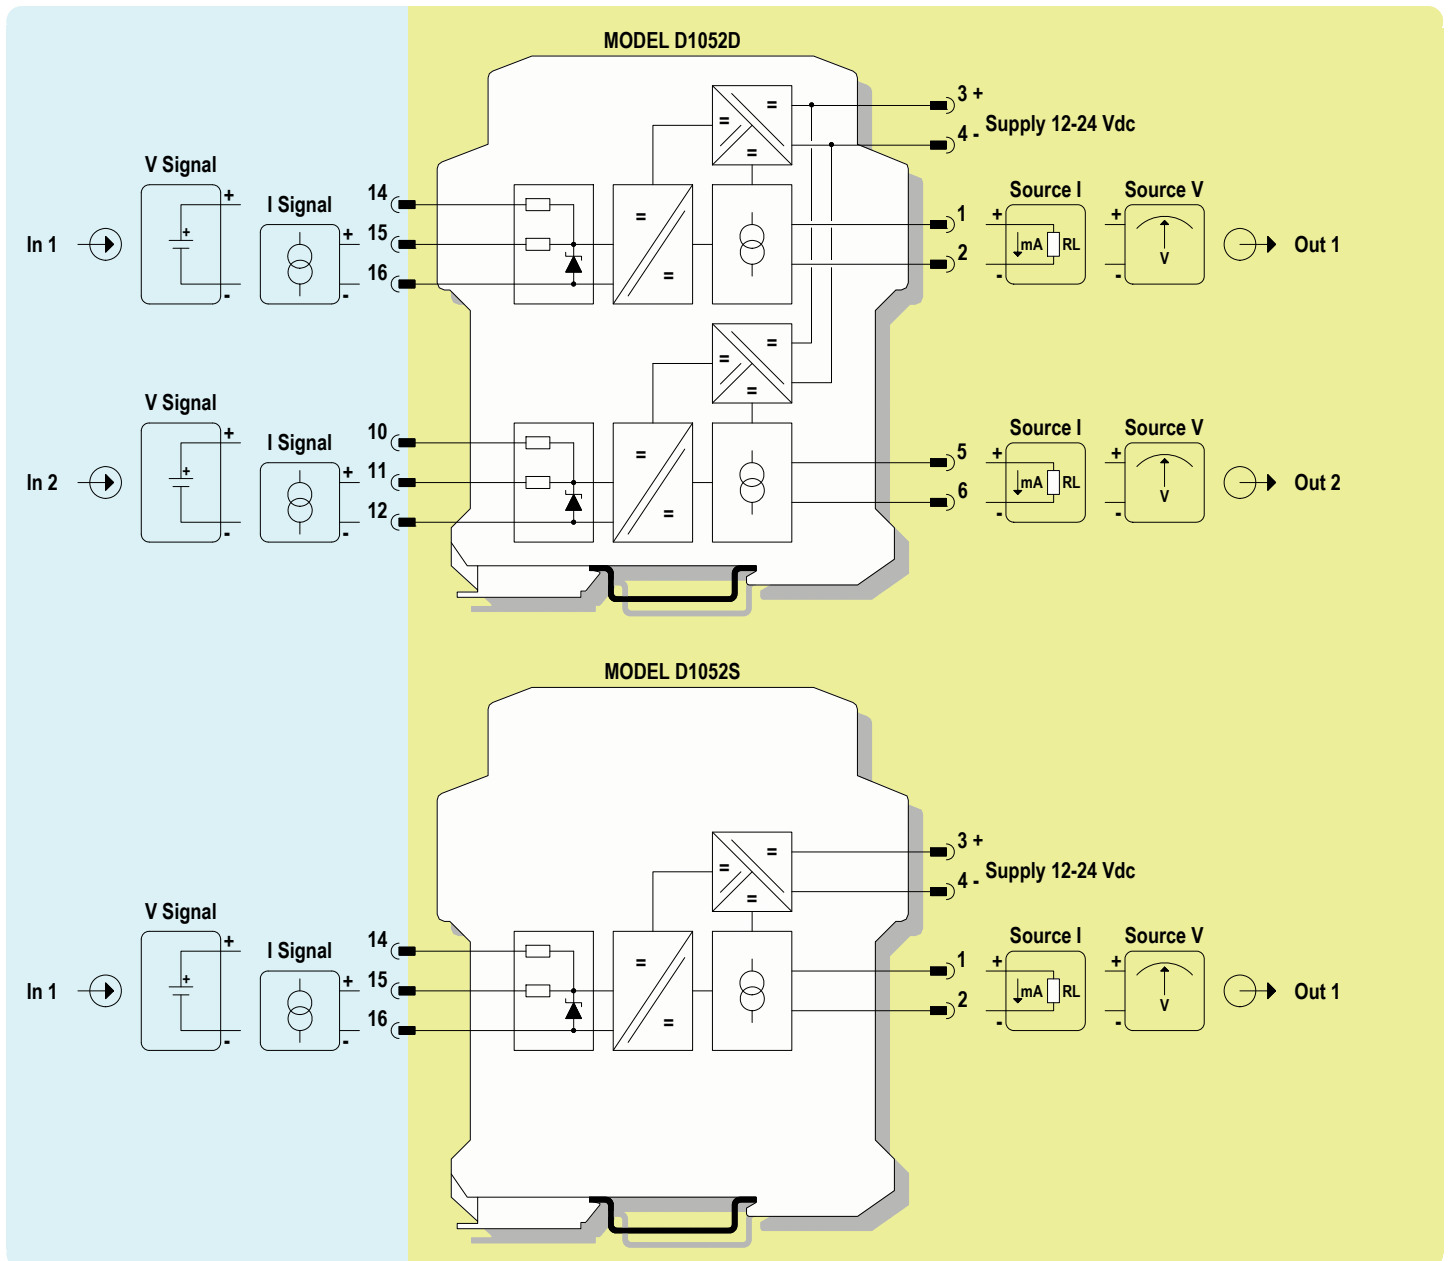 MODEL D1052D
3 +
4 -
Supply 12-24 Vdc
V Signal
+
-
I Signal
+
-
14
15
16
In 1
1
2
Source I
+
-
mA
RL
Source V
+
-
V
Out 1
V Signal
+
-
I Signal
+
-
10
11
12
In 2
5
6
Source I
+
-
mA
RL
Source V
+
-
V
Out 2
MODEL D1052S
3 +
4 -
Supply 12-24 Vdc
V Signal
+
-
I Signal
+
-
14
15
16
In 1
1
2
Source I
+
-
mA
RL
Source V
+
-
V
Out 1